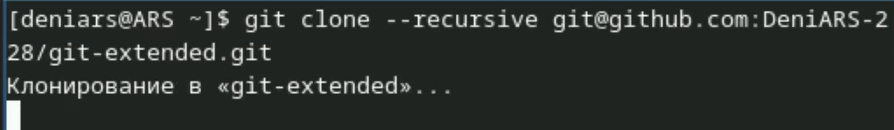 [deniars@ARS ~]$ git clone --recursive git@github.com:DeniARS-2
28/git-extended.git
Клонирование в «git-extended»...